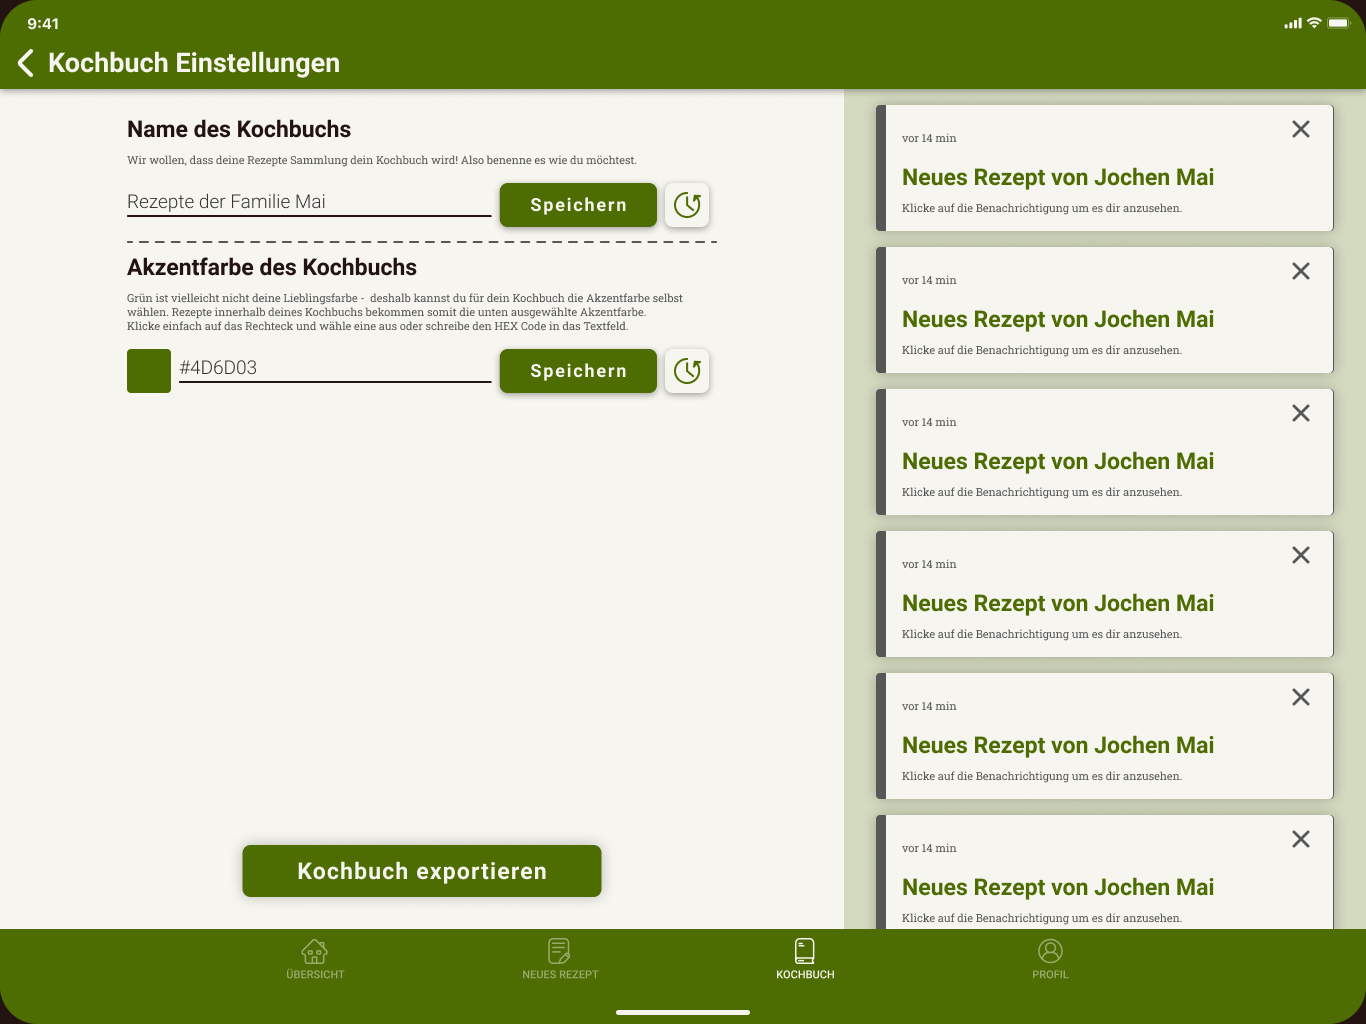 9:41
Kochbuch Einstellungen
Name des Kochbuchs
Wir wollen, dass deine Rezepte Sammlung dein Kochbuch wird! Also benenne es wie du möchtest.
Rezepte der Familie Mai
Speichern
Akzentfarbe des Kochbuchs
Grün ist vielleicht nicht deine Lieblingsfarbe -  deshalb kannst du für dein Kochbuch die Akzentfarbe selbst
wählen. Rezepte innerhalb deines Kochbuchs bekommen somit die unten ausgewählte Akzentfarbe.
Klicke einfach auf das Rechteck und wähle eine aus oder schreibe den HEX Code in das Textfeld.
#4D6D03
Speichern
Kochbuch exportieren
vor 14 min
Neues Rezept von Jochen Mai
Klicke auf die Benachrichtigung um es dir anzusehen.
vor 14 min
Neues Rezept von Jochen Mai
Klicke auf die Benachrichtigung um es dir anzusehen.
vor 14 min
Neues Rezept von Jochen Mai
Klicke auf die Benachrichtigung um es dir anzusehen.
vor 14 min
Neues Rezept von Jochen Mai
Klicke auf die Benachrichtigung um es dir anzusehen.
vor 14 min
Neues Rezept von Jochen Mai
Klicke auf die Benachrichtigung um es dir anzusehen.
vor 14 min
Neues Rezept von Jochen Mai
Klicke auf die Benachrichtigung um es dir anzusehen.
ÜBERSICHT
NEUES REZEPT
KOCHBUCH
PROFIL